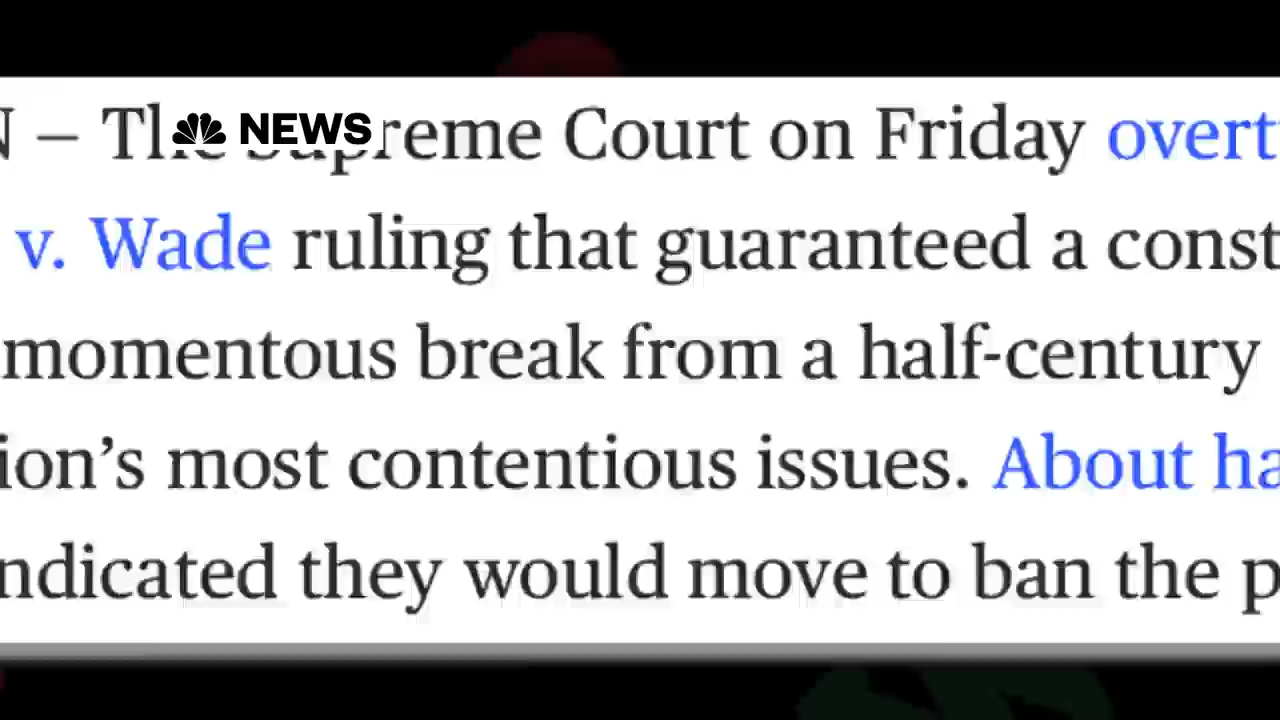 N – The Supreme Court on Friday overt
NEWS
v. Wade ruling that guaranteed a const
momentous break from a half-century
ion’s most contentious issues. About ha
ndicated they would move to ban the p